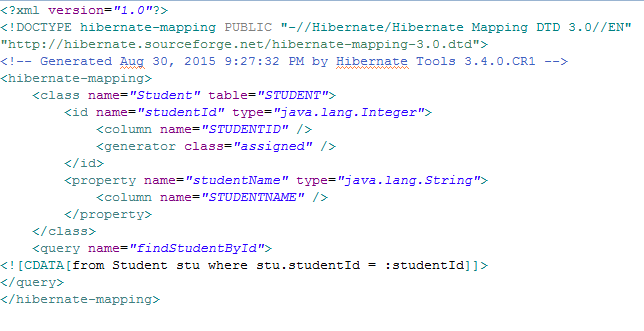 <?xml version="1.0"?>
<!DOCTYPE hibernate-mapping PUBLIC "-//Hibernate/Hibernate Mapping DTD 3.0//EN"
"http://hibernate.sourceforge.net/hibernate-mapping-3.0.dtd">
<!-- Generated Aug 30, 2015 9:27:32 PM by Hibernate Tools 3.4.0.CR1 -->
<hibernate-mapping>
    <class name="Student" table="STUDENT">
        <id name="studentId" type="java.lang.Integer">
            <column name="STUDENTID" />
            <generator class="assigned" />
        </id>
        <property name="studentName" type="java.lang.String">
            <column name="STUDENTNAME" />
        </property>
    </class>
    <query name="findStudentById">
<![CDATA[from Student stu where stu.studentId = :studentId]]>
</query>
</hibernate-mapping>